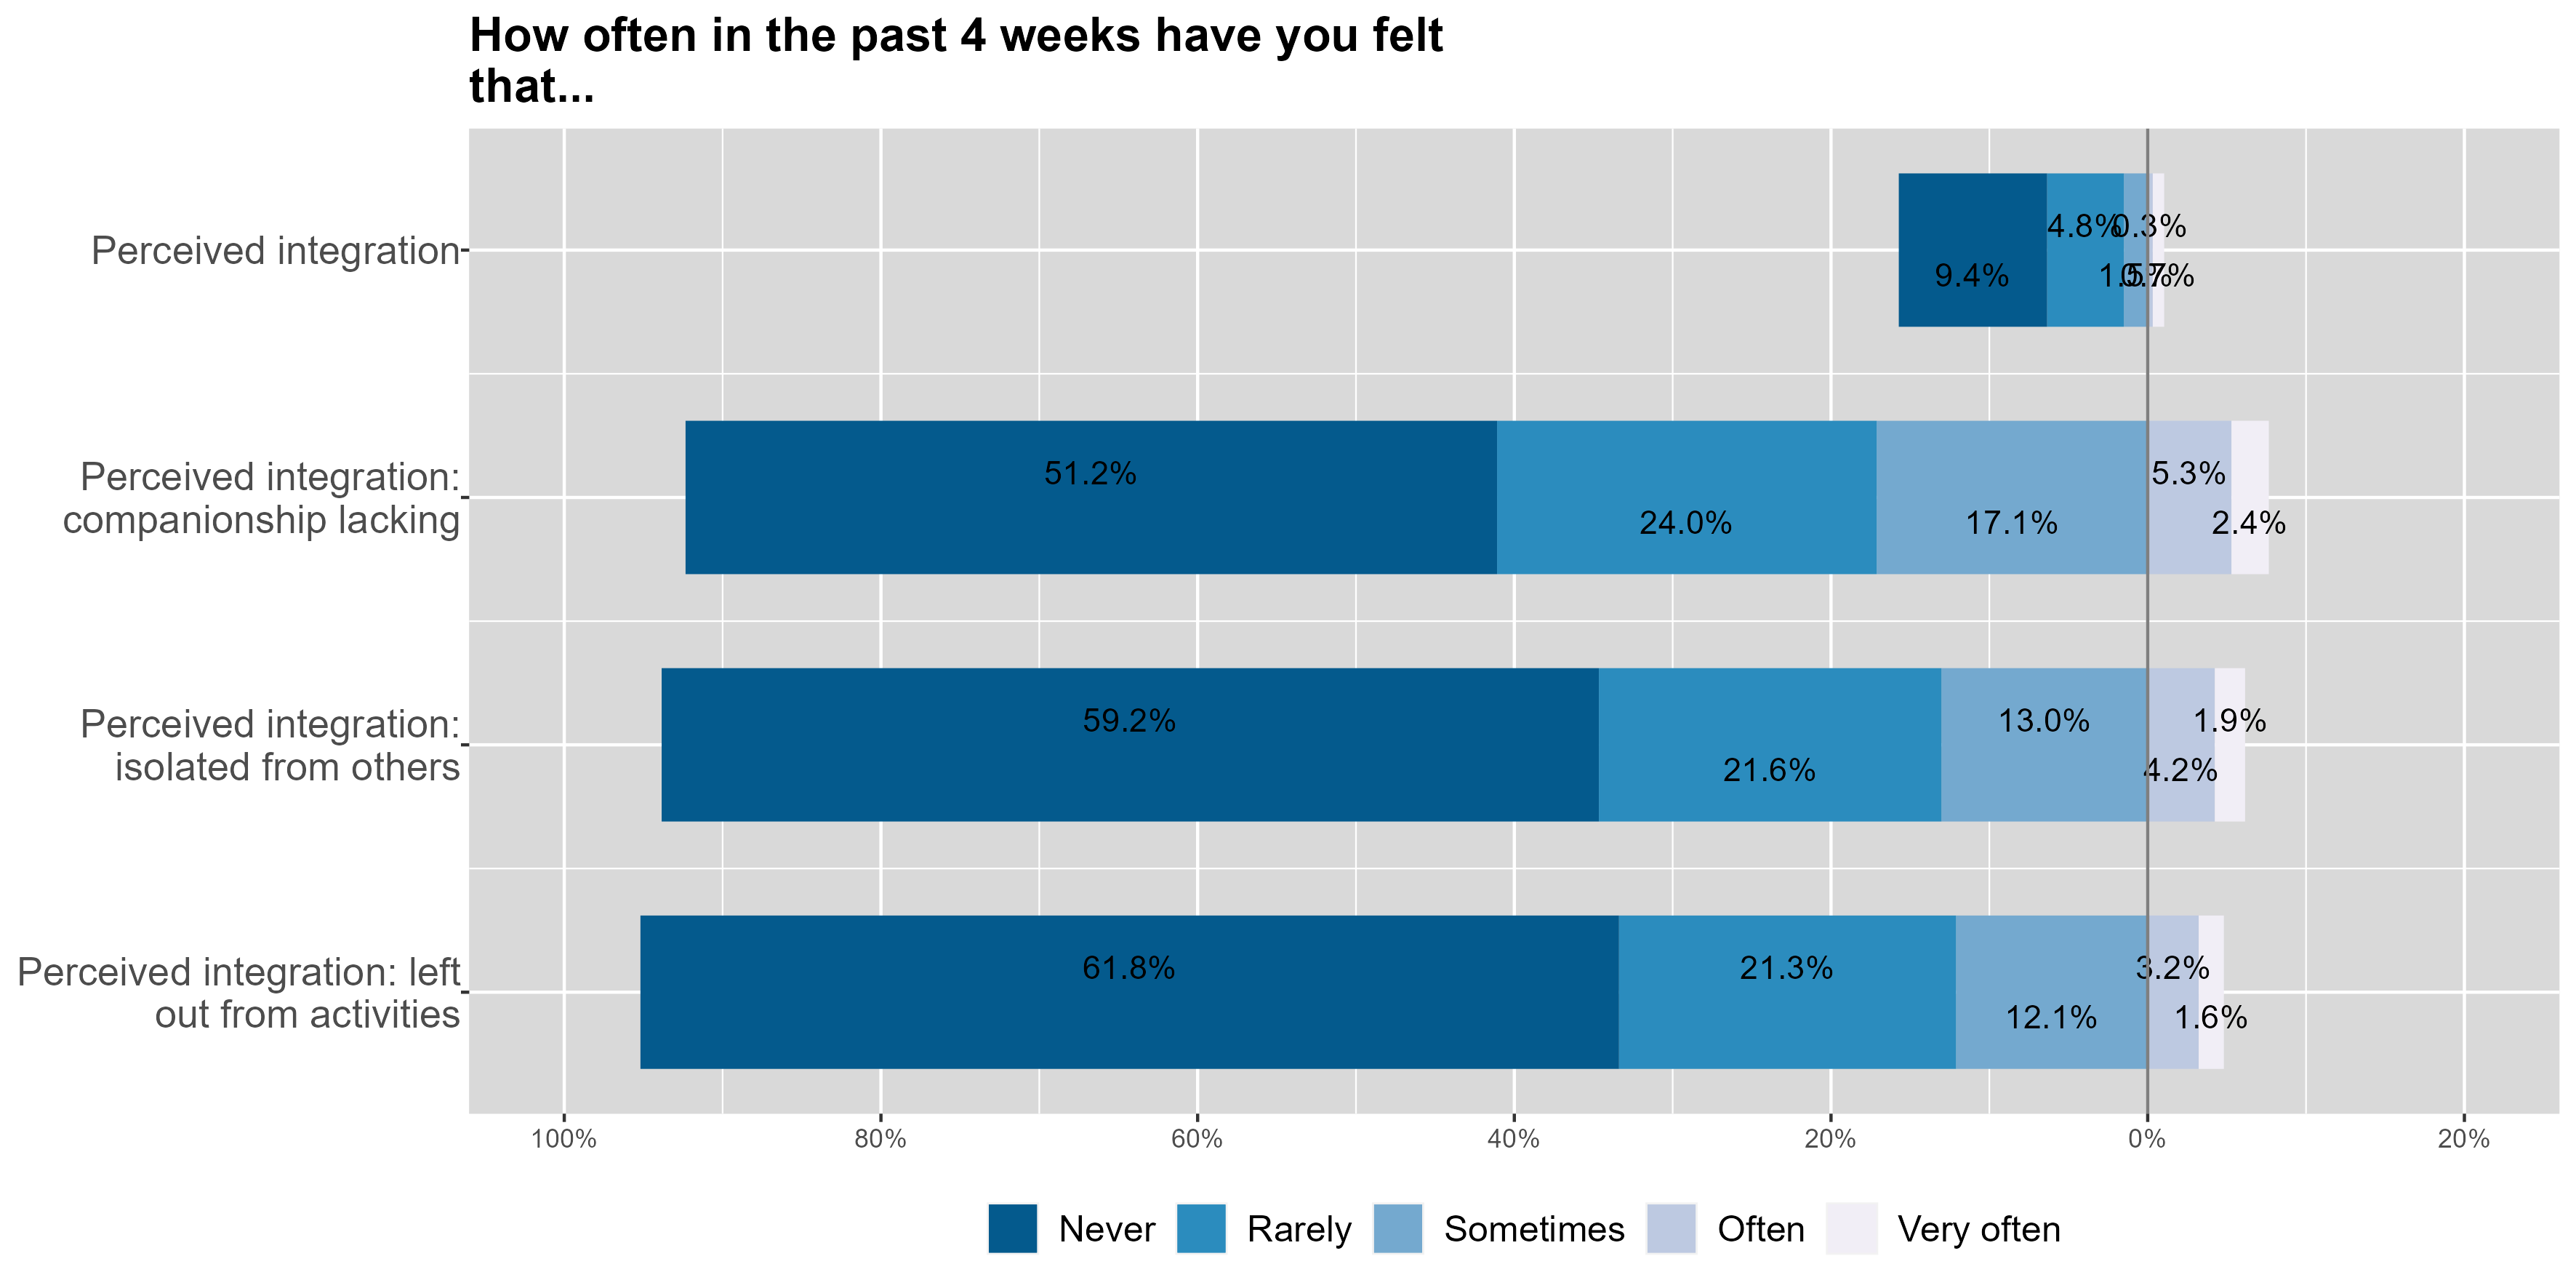 How often in the past 4 weeks have you felt
that...
Perceived integration
4.8%
0.3%
9.4%
1.5%
0.7%
Perceived integration:
companionship lacking
51.2%
5.3%
24.0%
17.1%
2.4%
Perceived integration:
isolated from others
59.2%
13.0%
1.9%
21.6%
4.2%
Perceived integration: left
out from activities
61.8%
21.3%
3.2%
12.1%
1.6%
100%
80%
60%
40%
20%
0%
20%
Never
Rarely
Sometimes
Often
Very often